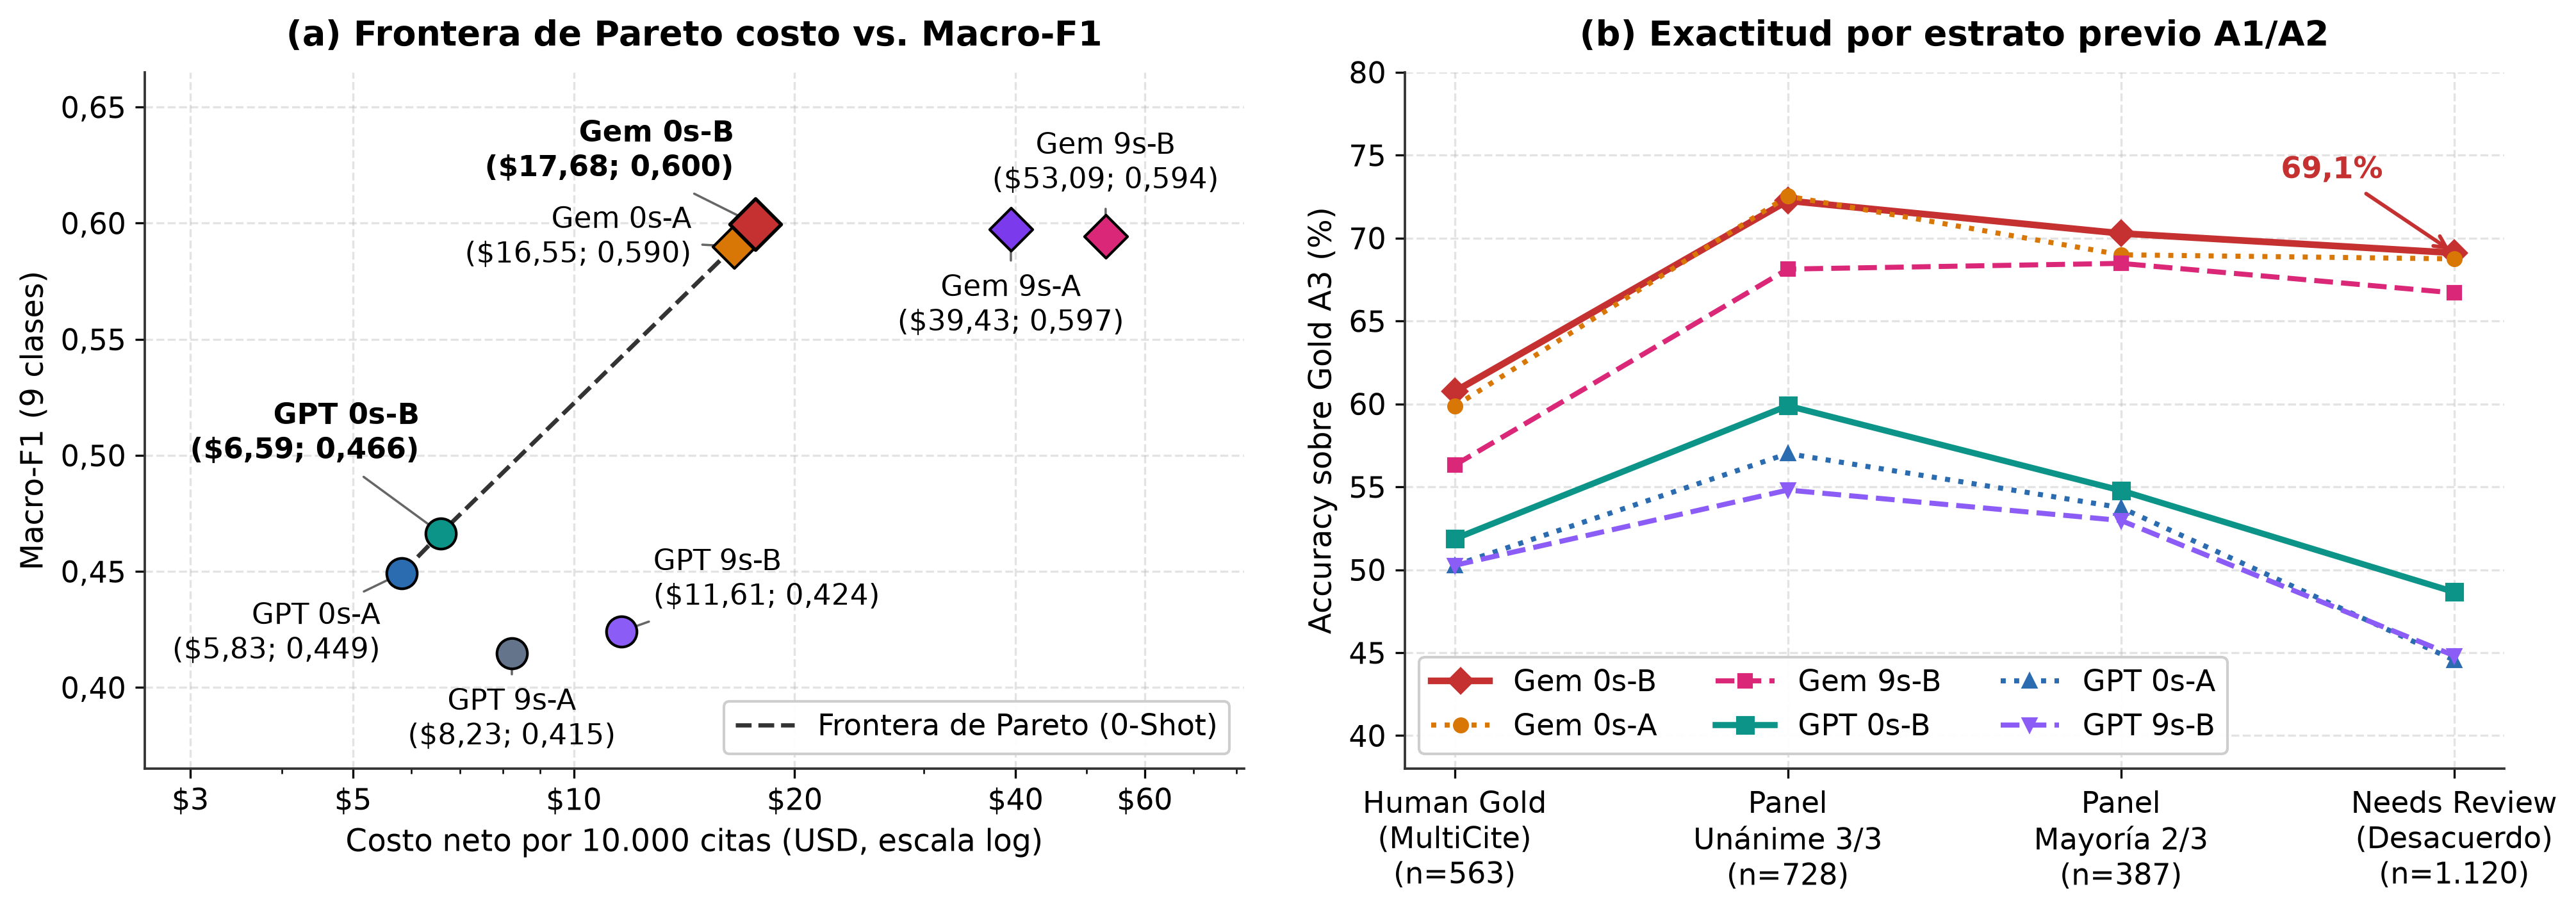 (a) Frontera de Pareto costo vs. Macro-F1
Macro-F1 (9 clases)
0,65
0,60
0,55
0,50
0,45
0,40
Gem 0s-B
($17,68; 0,600)
Gem 0s-A
($16,55; 0,590)
Gem 9s-B
($53,09; 0,594)
Gem 9s-A
($39,43; 0,597)
GPT 0s-B
($6,59; 0,466)
GPT 0s-A
($5,83; 0,449)
GPT 9s-B
($11,61; 0,424)
GPT 9s-A
($8,23; 0,415)
Frontera de Pareto (0-Shot)
$3
$5
$10
$20
$40
$60
Costo neto por 10.000 citas (USD, escala log)
(b) Exactitud por estrato previo A1/A2
Accuracy sobre Gold A3 (%)
80
75
70
65
60
55
50
45
40
69,1%
Gem 0s-B
Gem 0s-A
Gem 9s-B
GPT 0s-B
GPT 0s-A
GPT 9s-B
Human Gold
(MultiCite)
(n=563)
Panel
Unánime 3/3
(n=728)
Panel
Mayoría 2/3
(n=387)
Needs Review
(Desacuerdo)
(n=1.120)